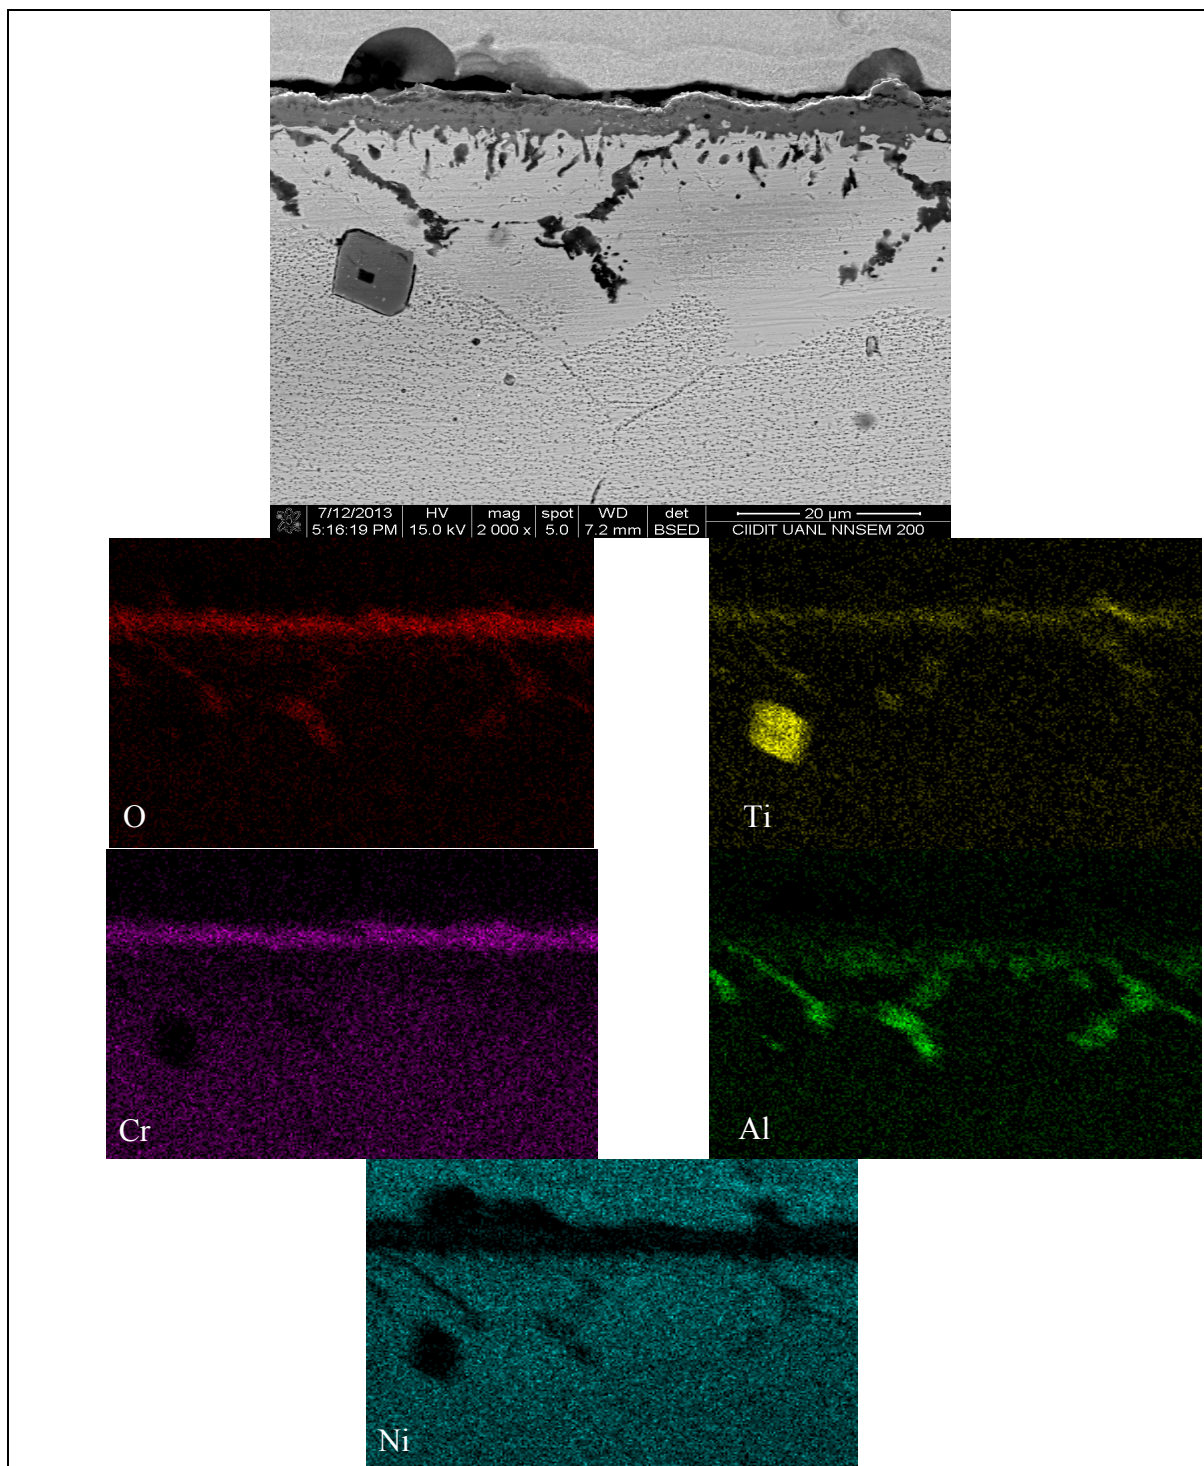 7/12/2013 HV mag spot WD det 20 µm
5:16:19 PM 15.0 kV 2 000 x 5.0 7.2 mm BSED CIIDIT UANL NNSEM 200
O
Ti
Cr
Al
Ni